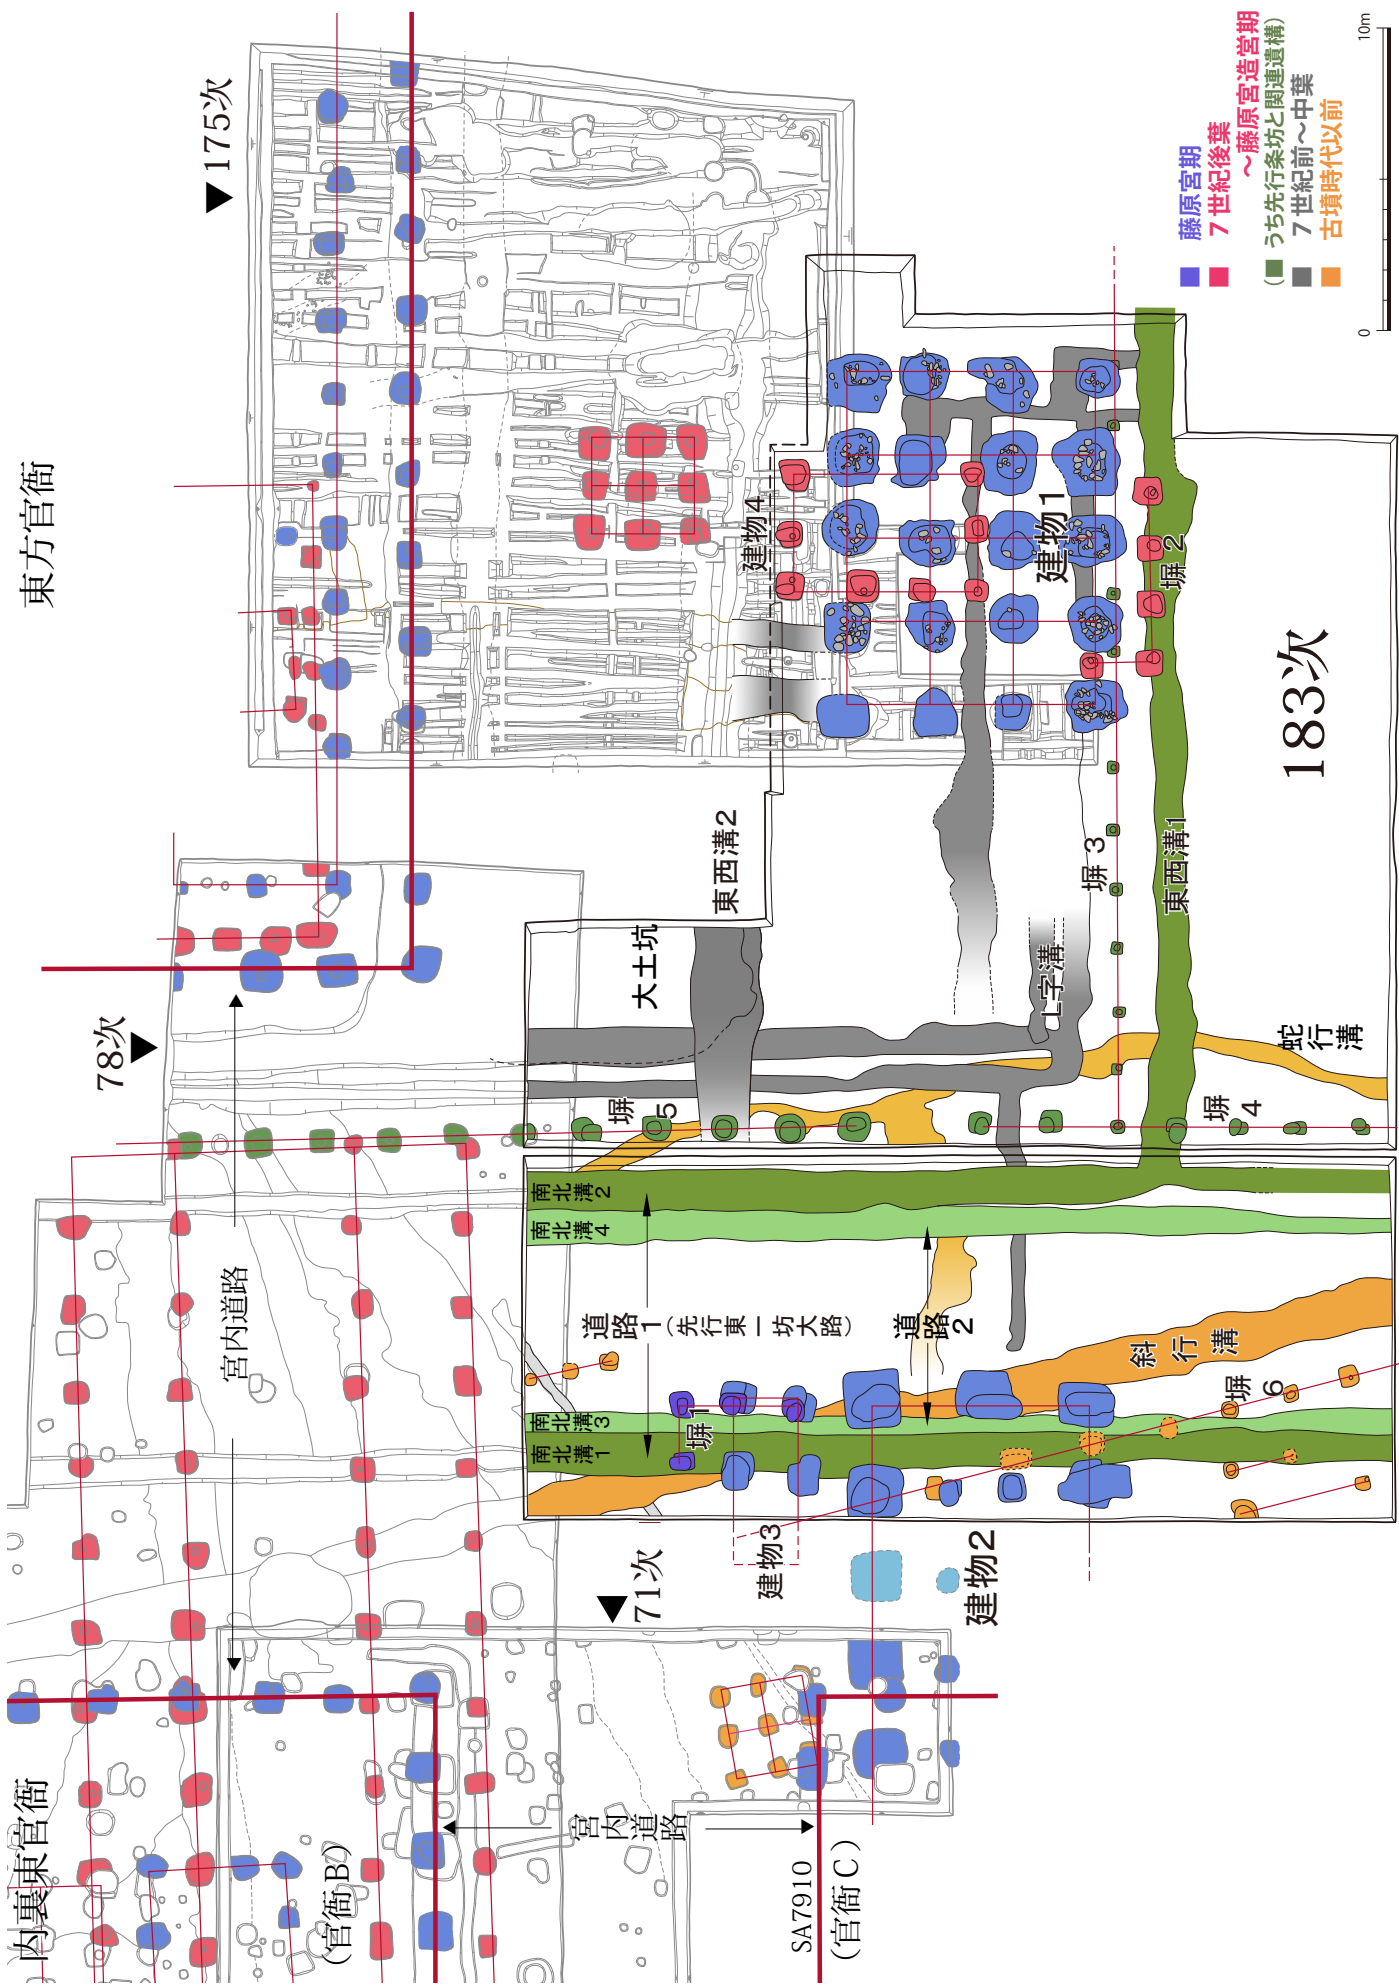 東方官衙
▼175次
78次▼
宮内道路
内裏東官衙
(官衙B)
宮内道路
SA7910
(官衙C)
▼71次
183次
東西溝2
大土坑
L字溝
塀3
東西溝1
塀2
塀4
塀5
蛇行溝
建物4
建物1
南北溝2
南北溝4
南北溝3
南北溝1
道路1(先行東一坊大路)
道路2
斜行溝
塀6
塀1
建物3
建物2
■ 藤原宮期
■ 7世紀後葉
~藤原宮造営期
(■ うち先行条坊と関連遺構)
■ 7世紀前~中葉
■ 古墳時代以前
0 10m